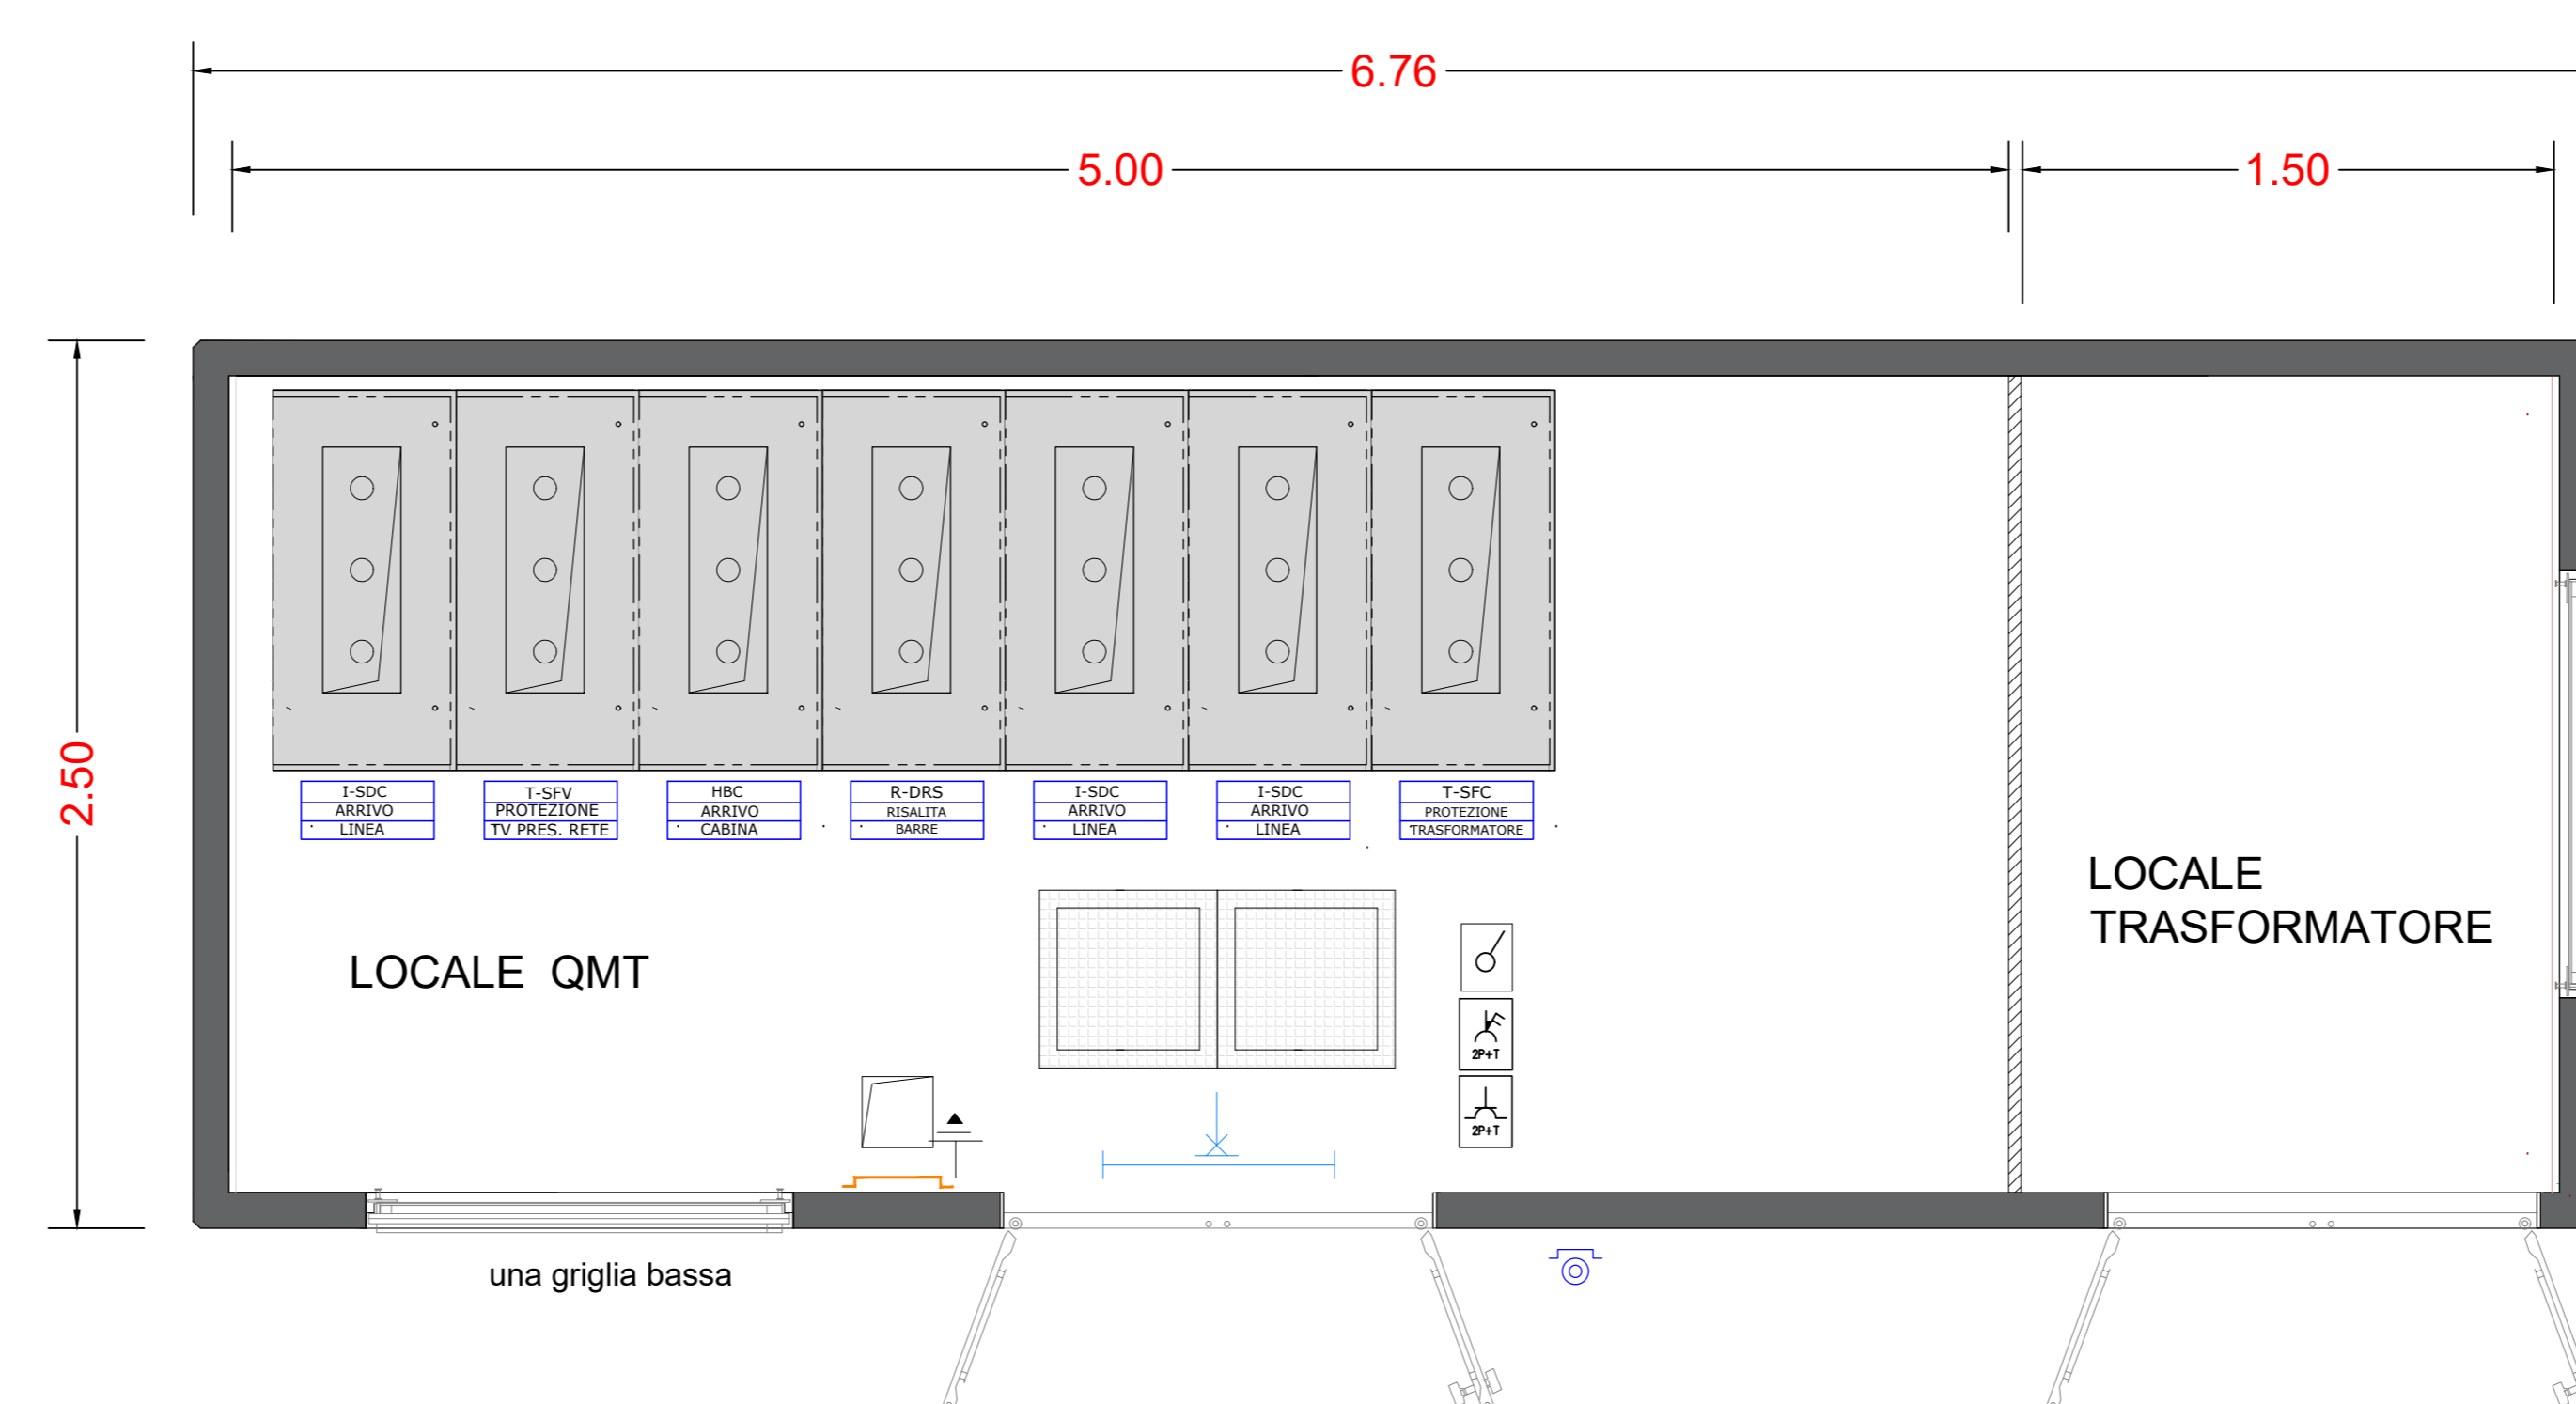 6.76
5.00
1.50
2.50
I-SDC
ARRIVO
LINEA
T-SFV
PROTEZIONE
TV PRES. RETE
HBC
ARRIVO
CABINA
R-DRS
RISALITA
BARRE
I-SDC
ARRIVO
LINEA
I-SDC
ARRIVO
LINEA
T-SFC
PROTEZIONE
TRASFORMATORE
LOCALE
TRASFORMATORE
LOCALE QMT
2P+T
2P+T
una griglia bassa